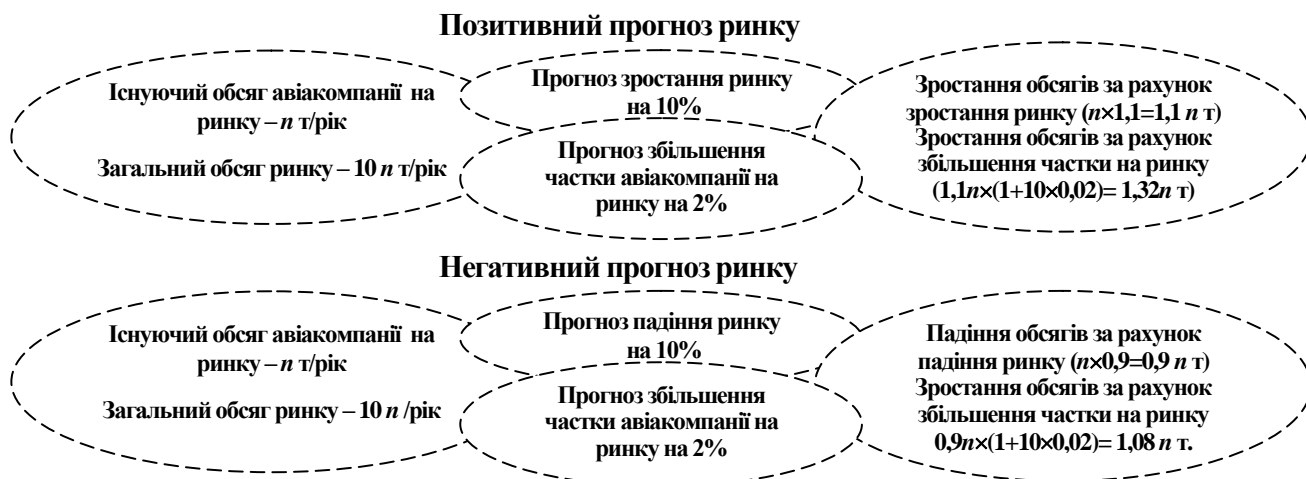 Позитивний прогноз ринку
Існуючий обсяг авіакомпанії на
ринку – n т/рік
Загальний обсяг ринку – 10 n т/рік
Прогноз зростання ринку
на 10%
Прогноз збільшення
частки авіакомпанії на
ринку на 2%
Зростання обсягів за рахунок
зростання ринку (n×1,1=1,1 n т)
Зростання обсягів за рахунок
збільшення частки на ринку
(1,1n×(1+10×0,02)= 1,32n т)
Негативний прогноз ринку
Існуючий обсяг авіакомпанії на
ринку – n т/рік
Загальний обсяг ринку – 10 n /рік
Прогноз падіння ринку
на 10%
Прогноз збільшення
частки авіакомпанії на
ринку на 2%
Падіння обсягів за рахунок
падіння ринку (n×0,9=0,9 n т)
Зростання обсягів за рахунок
збільшення частки на ринку
0,9n×(1+10×0,02)= 1,08 n т.